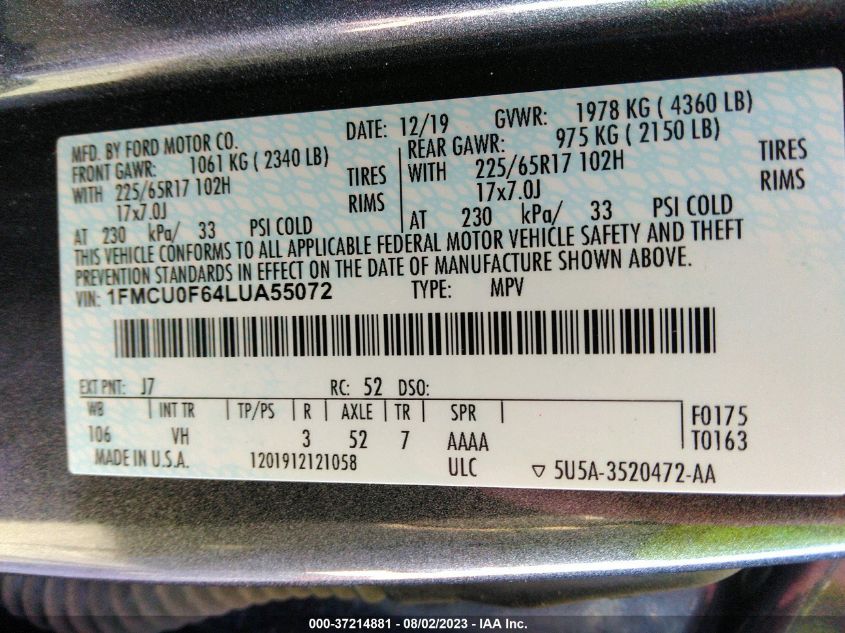 MFD. BY FORD MOTOR CO. DATE: 12/19 GVWR: 1978 KG ( 4360 LB)
FRONT GAWR: 1061 KG ( 2340 LB) REAR GAWR: 975 KG ( 2150 LB)
WITH 225/65R17 102H TIRES WITH 225/65R17 102H TIRES
17x7.0J RIMS 17x7.0J RIMS
AT 230 kPa/ 33 PSI COLD AT 230 kPa/ 33 PSI COLD
THIS VEHICLE CONFORMS TO ALL APPLICABLE FEDERAL MOTOR VEHICLE SAFETY AND THEFT
PREVENTION STANDARDS IN EFFECT ON THE DATE OF MANUFACTURE SHOWN ABOVE.
VIN: 1FMCU0F64LUA55072 TYPE: MPV
EXT PNT: J7 RC: 52 DSO:
WB INT TR TP/PS R AXLE TR SPR F0175
106 VH 3 52 7 AAAA T0163
MADE IN U.S.A. 1201912121058 ULC ▽ 5U5A-3520472-AA
000-37214881 - 08/02/2023 - IAA Inc.